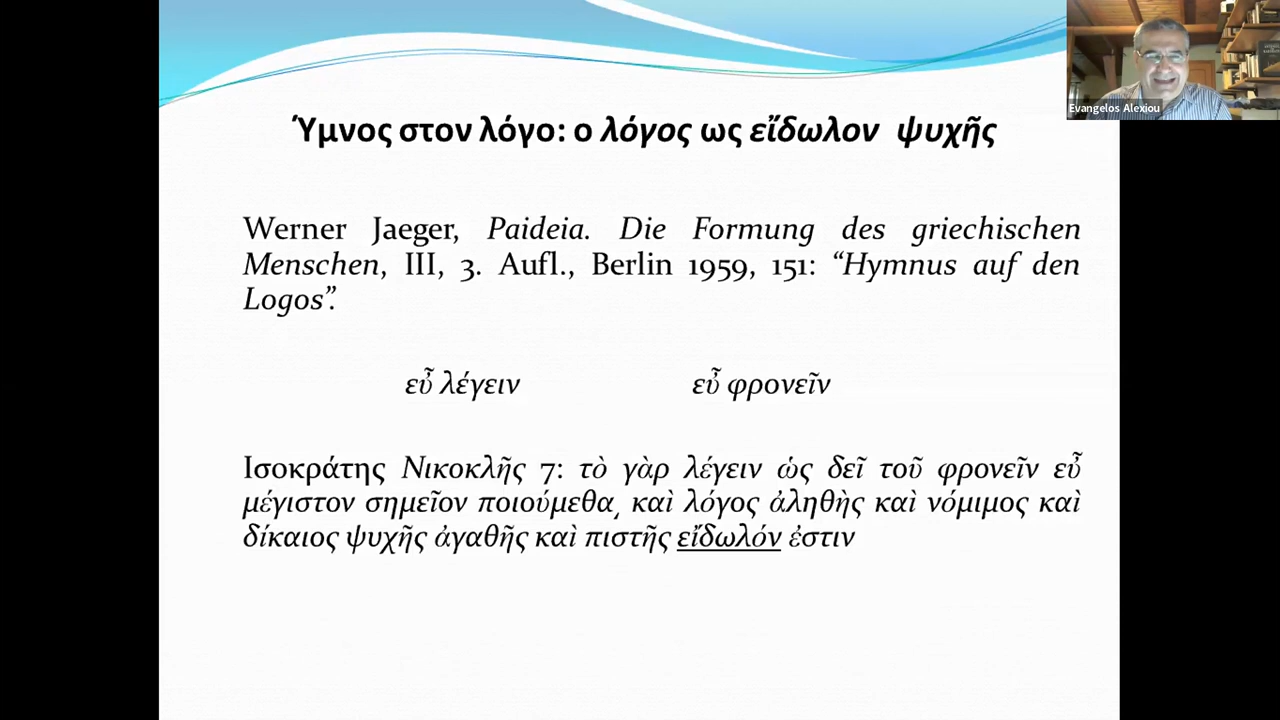 Evangelos Alexiou
Ύμνος στον λόγο: ο λόγος ως εἴδωλον ψυχῆς
Werner Jaeger, Paideia. Die Formung des griechischen
Menschen, III, 3. Aufl., Berlin 1959, 151: “Hymnus auf den
Logos”.
εὖ λέγειν εὖ φρονεῖν
Ισοκράτης Νικοκλῆς 7: τὸ γὰρ λέγειν ὡς δεῖ τοῦ φρονεῖν εὖ
μέγιστον σημεῖον ποιούμεθα, καὶ λόγος ἀληθὴς καὶ νόμιμος καὶ
δίκαιος ψυχῆς ἀγαθῆς καὶ πιστῆς εἴδωλόν ἐστιν